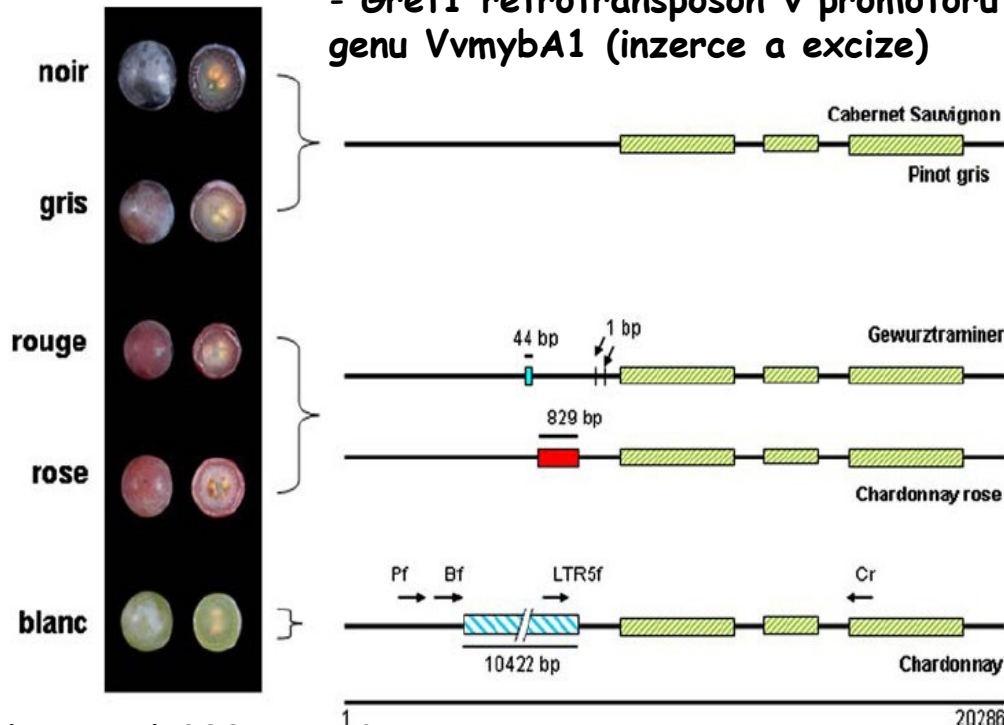 - Gret1 retrotransposon v promotoru
genu VvmybA1 (inzerce a excize)
noir
gris
rouge
rose
blanc
Cabernet Sauvignon
Pinot gris
44 bp
1 bp
Gewurztraminer
829 bp
Chardonnay rose
Pf
Bf
LTR5f
Cr
10422 bp
Chardonnay
1
20286